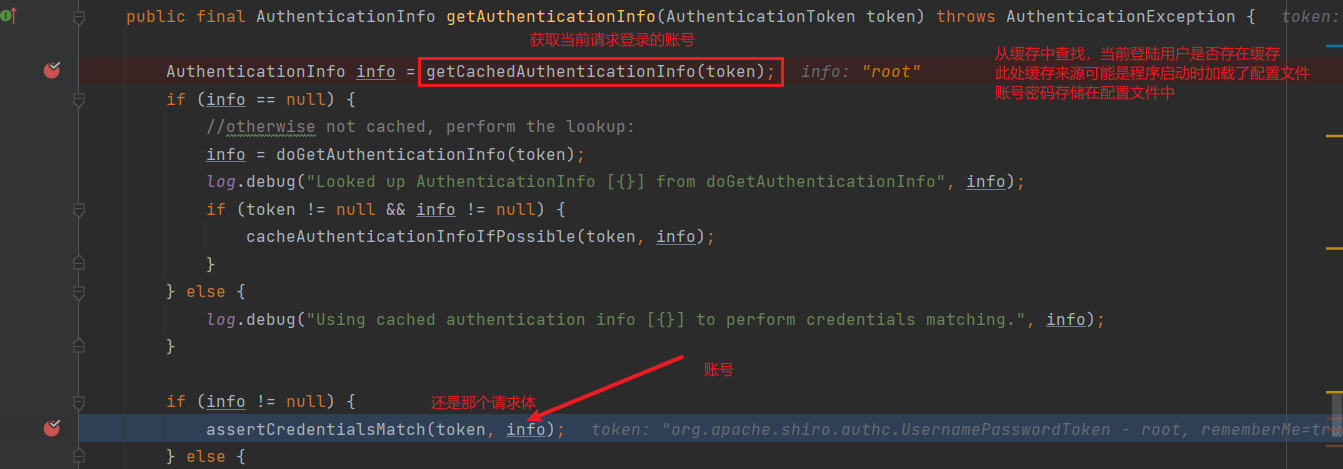 public final AuthenticationInfo getAuthenticationInfo(AuthenticationToken token) throws AuthenticationException {  token:
获取当前请求登录的账号
从缓存中查找，当前登陆用户是否存在缓存
AuthenticationInfo info = getCachedAuthenticationInfo(token);  info: "root"
此处缓存来源可能是程序启动时加载了配置文件
账号密码存储在配置文件中
if (info == null) {
//otherwise not cached, perform the lookup:
info = doGetAuthenticationInfo(token);
log.debug("Looked up AuthenticationInfo [{}] from doGetAuthenticationInfo", info);
if (token != null && info != null) {
cacheAuthenticationInfoIfPossible(token, info);
}
} else {
log.debug("Using cached authentication info [{}] to perform credentials matching.", info);
}
账号
if (info != null) {
还是那个请求体
assertCredentialsMatch(token, info);  token: "org.apache.shiro.authc.UsernamePasswordToken - root, rememberMe=tru
} else {